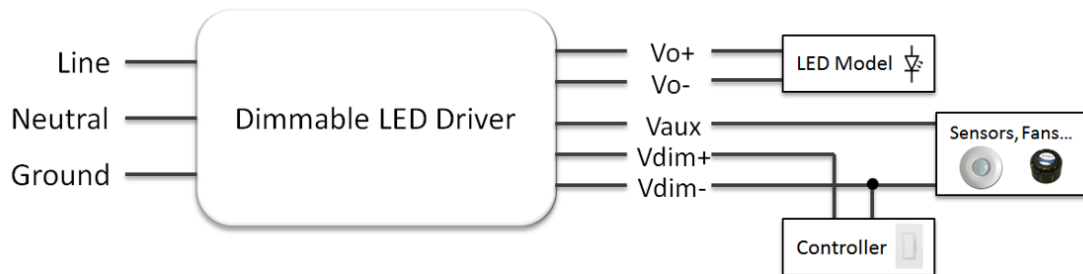 Line
Neutral
Ground
Dimmable LED Driver
Vo+
Vo-
Vaux
Vdim+
Vdim-
LED Model
Sensors, Fans...
Controller